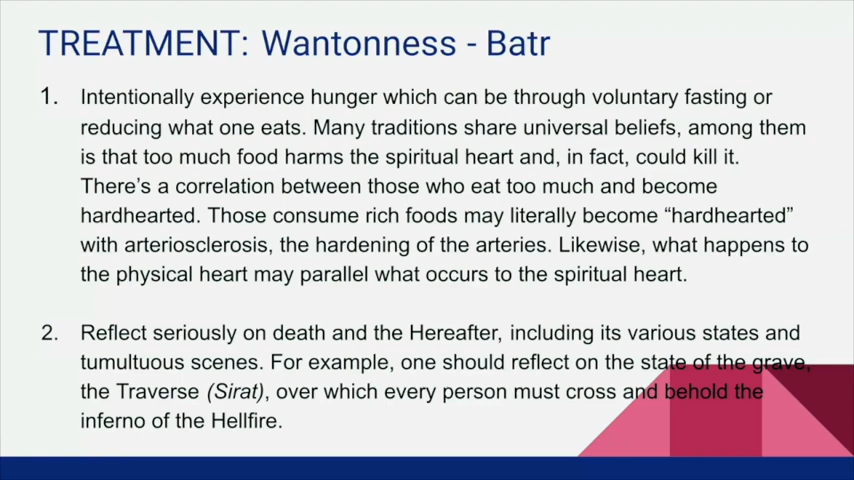 TREATMENT: Wantonness - Batr
1. Intentionally experience hunger which can be through voluntary fasting or
reducing what one eats. Many traditions share universal beliefs, among them
is that too much food harms the spiritual heart and, in fact, could kill it.
There's a correlation between those who eat too much and become
hardhearted. Those consume rich foods may literally become “hardhearted”
with arteriosclerosis, the hardening of the arteries. Likewise, what happens to
the physical heart may parallel what occurs to the spiritual heart.
2. Reflect seriously on death and the Hereafter, including its various states and
tumultuous scenes. For example, one should reflect on the state of the grave,
the Traverse (Sirat), over which every person must cross and behold the
inferno of the Hellfire.